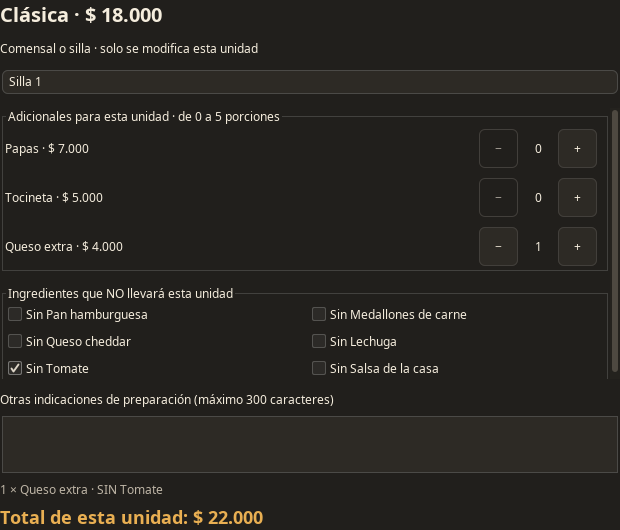 Clásica · $ 18.000
Comensal o silla · solo se modifica esta unidad
Silla 1
Adicionales para esta unidad · de 0 a 5 porciones
Papas · $ 7.000 − 0 +
Tocineta · $ 5.000 − 0 +
Queso extra · $ 4.000 − 1 +
Ingredientes que NO llevará esta unidad
Sin Pan hamburguesa Sin Medallones de carne
Sin Queso cheddar Sin Lechuga
Sin Tomate Sin Salsa de la casa
Otras indicaciones de preparación (máximo 300 caracteres)
1 × Queso extra · SIN Tomate
Total de esta unidad: $ 22.000